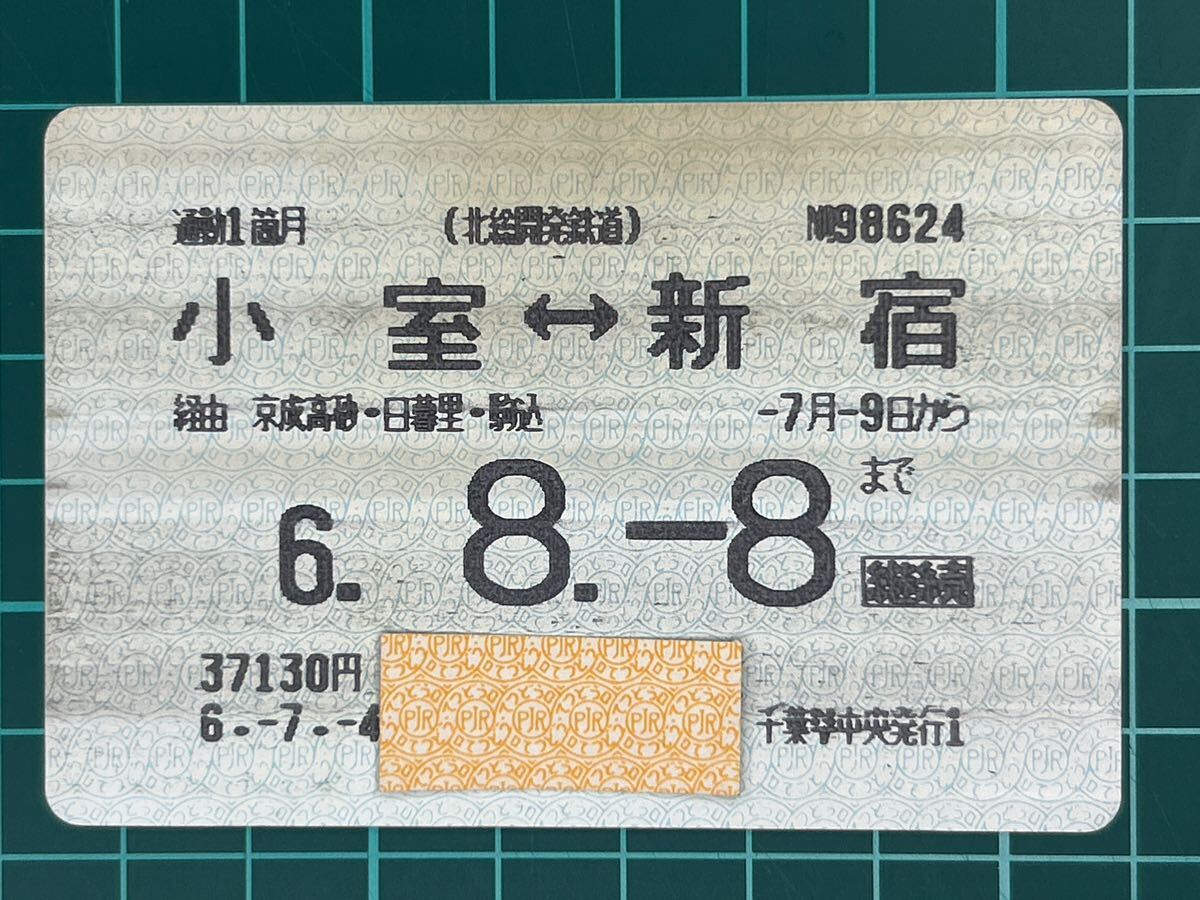 通勤1箇月 (北総開発鉄道) №98624
小室↔新宿
経由 京成高砂・日暮里・駒込 -7月-9日から
6. 8.-8まで 継続
37130円
6.-7.-4 千葉N中央発行1